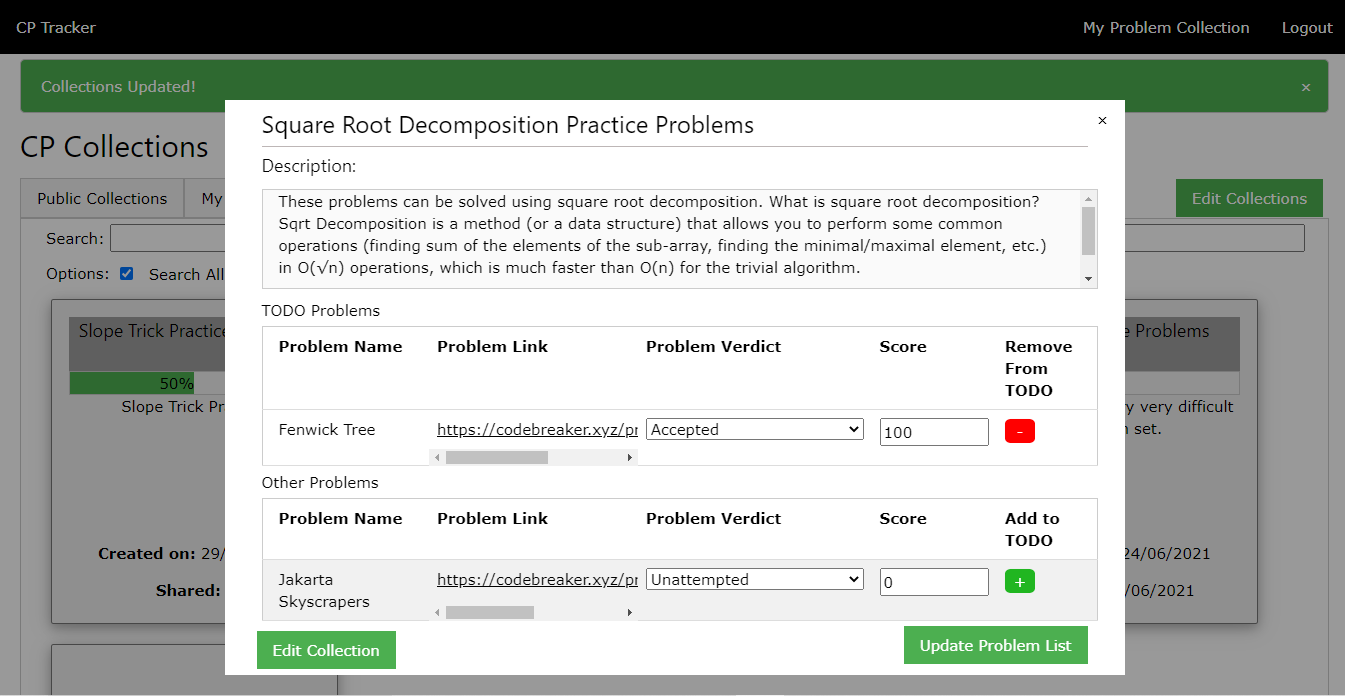 CP Tracker
My Problem Collection
Logout
Collections Updated!
×
CP Collections
Public Collections
My
Edit Collections
Search:
Options:
Search All
Slope Trick Practice
50%
Slope Trick
Created on: 29/
Shared:
Problems
very difficult
set.
24/06/2021
/06/2021
Square Root Decomposition Practice Problems
×
Description:
These problems can be solved using square root decomposition. What is square root decomposition?
Sqrt Decomposition is a method (or a data structure) that allows you to perform some common
operations (finding sum of the elements of the sub-array, finding the minimal/maximal element, etc.)
in O(√n) operations, which is much faster than O(n) for the trivial algorithm.
TODO Problems
Problem Name
Problem Link
Problem Verdict
Score
Remove
From
TODO
Fenwick Tree
https://codebreaker.xyz/pr
Accepted
100
-
Other Problems
Problem Name
Problem Link
Problem Verdict
Score
Add to
TODO
Jakarta
Skyscrapers
https://codebreaker.xyz/pr
Unattempted
0
+
Edit Collection
Update Problem List